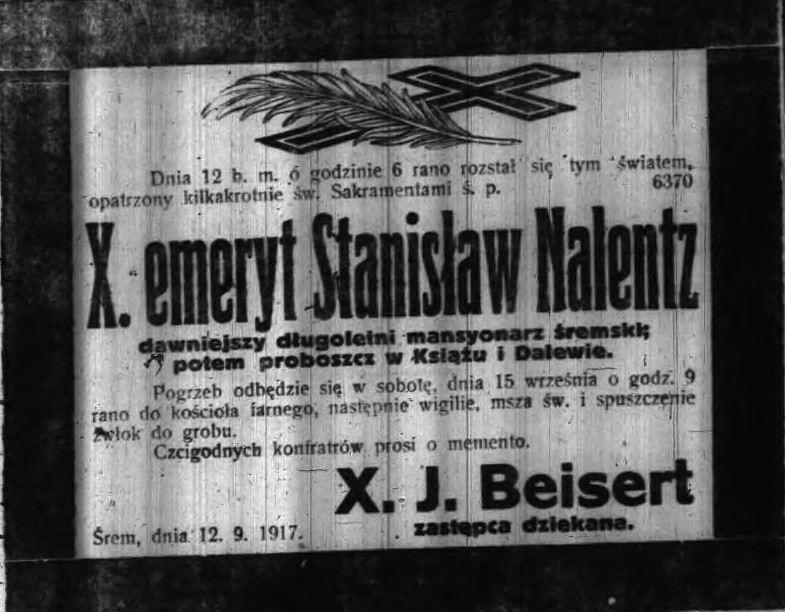 Dnia 12 b. m. o godzinie 6 rano rozstał się tym światem,
opatrzony kilkakrotnie św. Sakramentami ś. p. 6370
X. emeryt Stanisław Nalentz
dawniejszy długoletni mansyonarz śremski,
potem proboszcz w Książu i Dalewie.
Pogrzeb odbędzie się w sobotę, dnia 15 września o godz. 9
rano do kościoła farnego, następnie wigilie, msza św. i spuszczenie
zwłok do grobu.
Czcigodnych konfratrów prosi o memento.
X. J. Beisert
zastępca dziekana.
Śrem, dnia 12. 9. 1917.